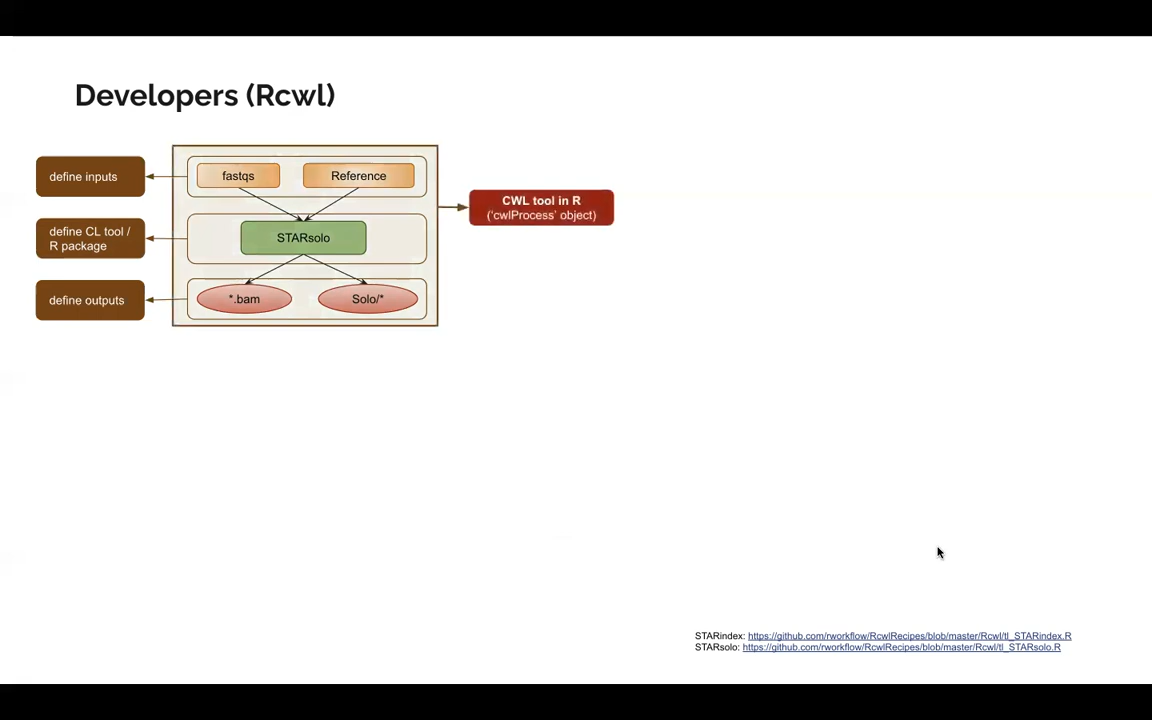 Developers (Rcwl)
define inputs
fastqs
Reference
CWL tool in R
(‘cwlProcess’ object)
define CL tool /
R package
STARsolo
define outputs
*.bam
Solo/*
STARindex: https://github.com/rworkflow/RcwlRecipes/blob/master/Rcwl/tl_STARindex.R
STARsolo: https://github.com/rworkflow/RcwlRecipes/blob/master/Rcwl/tl_STARsolo.R